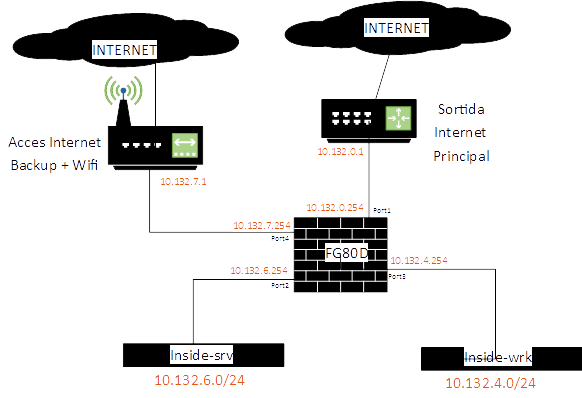 INTERNET
INTERNET
Acces Internet
Backup + Wifi
Sortida
Internet
Principal
10.132.7.1
10.132.0.1
10.132.0.254
Port1
10.132.7.254
Port4
FG80D
10.132.6.254
Port2
10.132.4.254
Port3
Inside-srv
10.132.6.0/24
Inside-wrk
10.132.4.0/24